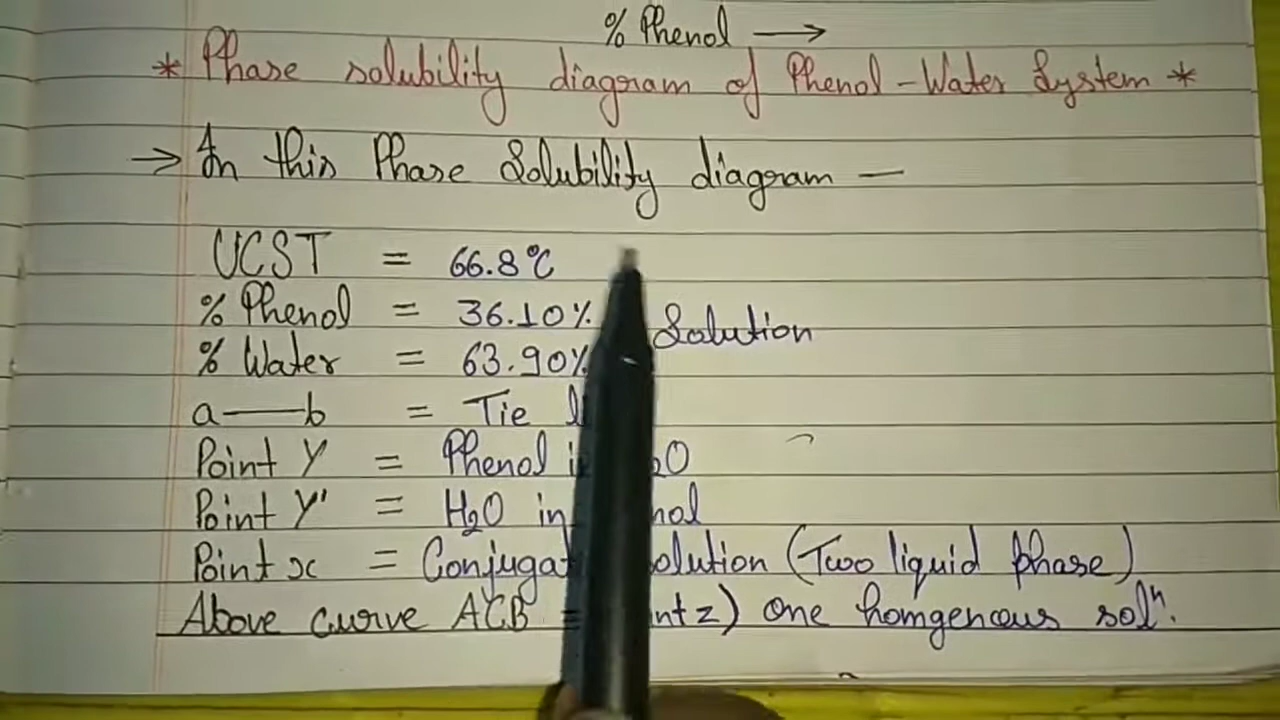 % Phenol →
* Phase solubility diagram of Phenol-Water System *
→ In this Phase Solubility diagram —
UCST = 66.8°C
% Phenol = 36.10% Solution
% Water = 63.90%
a——b = Tie
Point Y = Phenol O
Point Y' = H₂O in
Point x = (Two liquid phase)
Above curve ACB = z) one homgenous solⁿ.